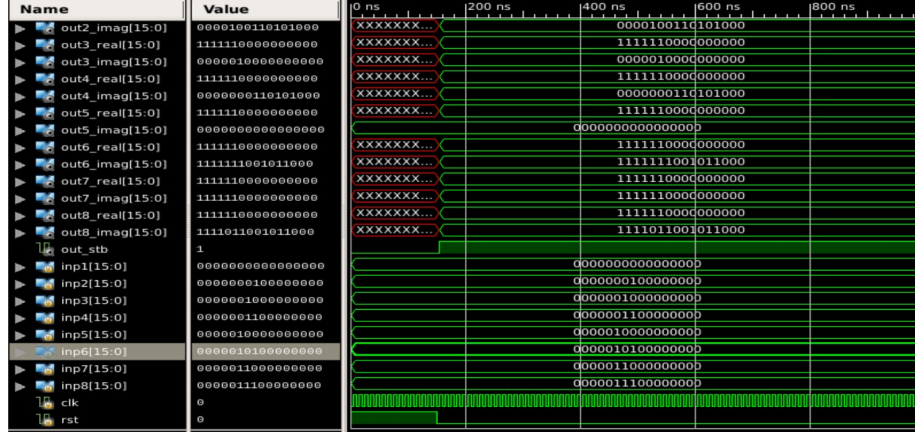 Name Value 0 ns 200 ns 400 ns 600 ns 800 ns
out2_imag[15:0] 0000100110101000 XXXXXXX... 0000100110101000
out3_real[15:0] 1111110000000000 XXXXXXX... 1111110000000000
out3_imag[15:0] 0000010000000000 XXXXXXX... 0000010000000000
out4_real[15:0] 1111110000000000 XXXXXXX... 1111110000000000
out4_imag[15:0] 0000000110101000 XXXXXXX... 0000000110101000
out5_real[15:0] 1111110000000000 XXXXXXX... 1111110000000000
out5_imag[15:0] 0000000000000000 0000000000000000
out6_real[15:0] 1111110000000000 XXXXXXX... 1111110000000000
out6_imag[15:0] 1111111001011000 XXXXXXX... 1111111001011000
out7_real[15:0] 1111110000000000 XXXXXXX... 1111110000000000
out7_imag[15:0] 1111110000000000 XXXXXXX... 1111110000000000
out8_real[15:0] 1111110000000000 XXXXXXX... 1111110000000000
out8_imag[15:0] 1111011001011000 XXXXXXX... 1111011001011000
out_stb 1
inp1[15:0] 0000000000000000 0000000000000000
inp2[15:0] 0000000100000000 0000000100000000
inp3[15:0] 0000001000000000 0000001000000000
inp4[15:0] 0000001100000000 0000001100000000
inp5[15:0] 0000010000000000 0000010000000000
inp6[15:0] 0000010100000000 0000010100000000
inp7[15:0] 0000011000000000 0000011000000000
inp8[15:0] 0000011100000000 0000011100000000
clk 0
rst 0